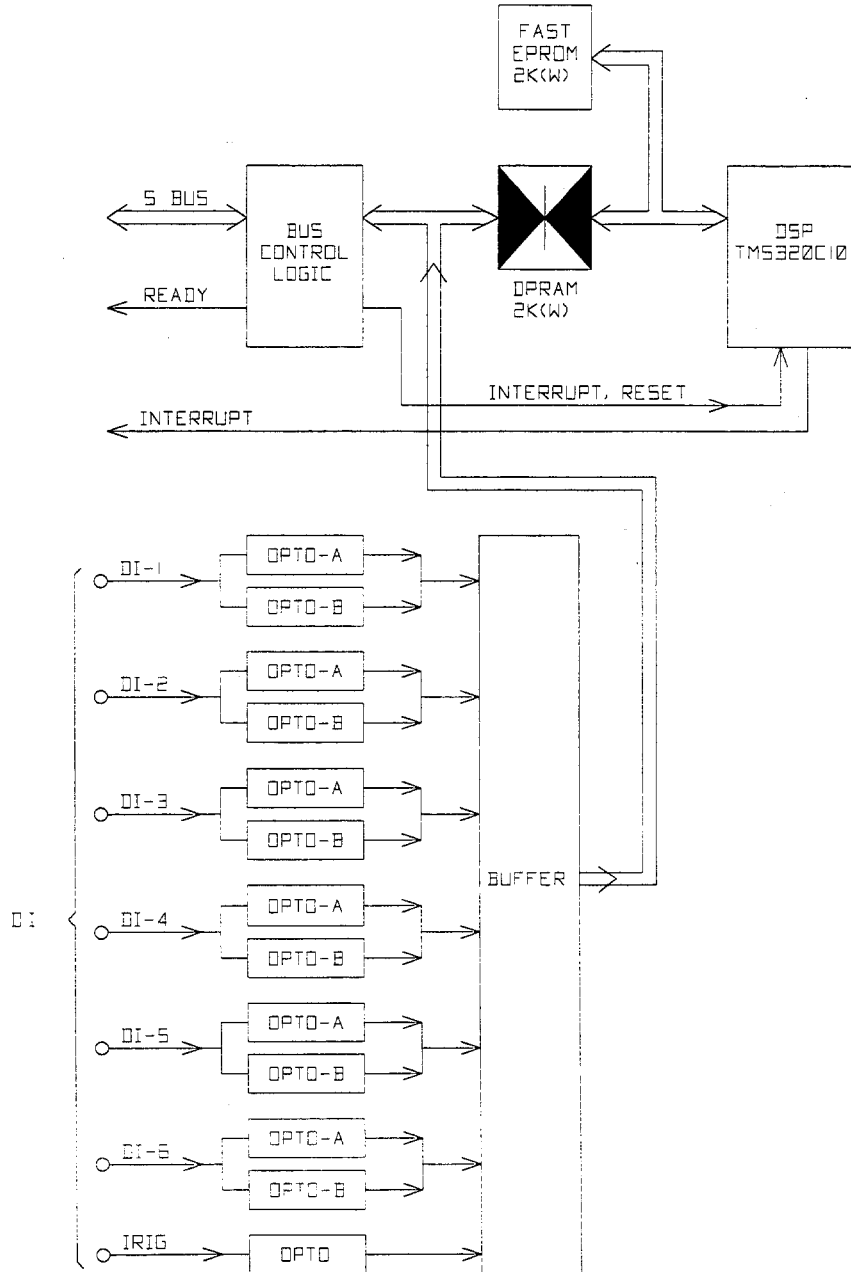 FAST
EPROM
2K(W)
S BUS
BUS
CONTROL
LOGIC
DSP
TMS320C10
READY
DPRAM
2K(W)
INTERRUPT, RESET
INTERRUPT
DI-1
OPTO-A
OPTO-B
DI-2
OPTO-A
OPTO-B
DI-3
OPTO-A
OPTO-B
BUFFER
DI
DI-4
OPTO-A
OPTO-B
DI-5
OPTO-A
OPTO-B
DI-6
OPTO-A
OPTO-B
IRIG
OPTO